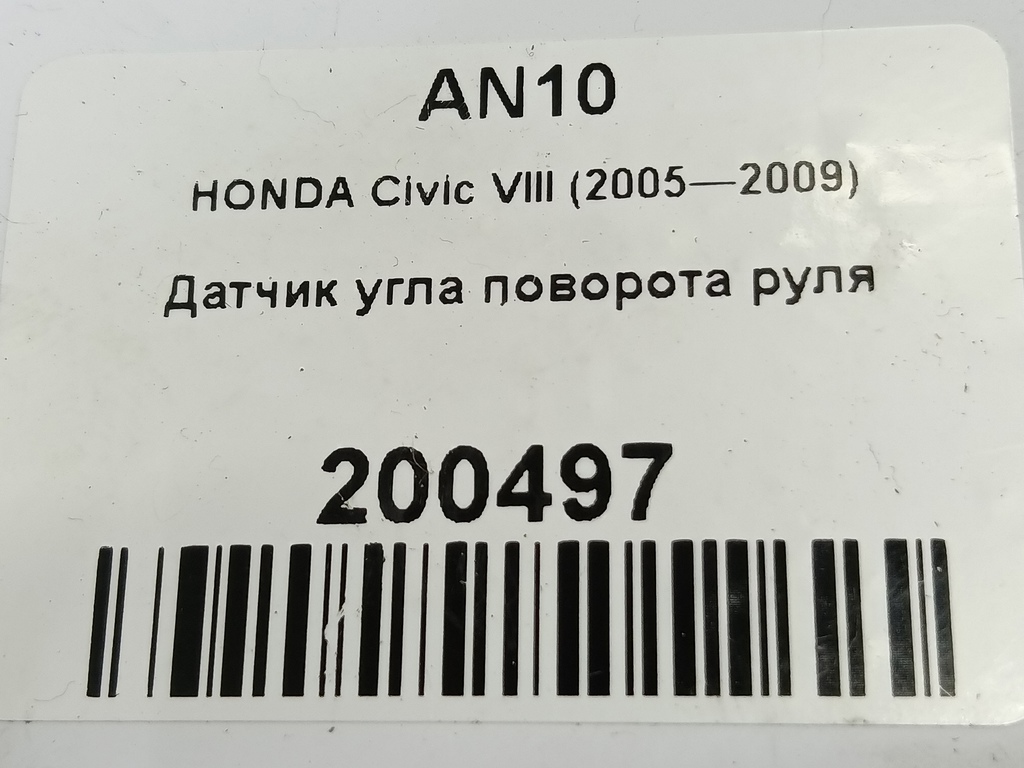 AN10
HONDA Civic VIII (2005—2009)
Датчик угла поворота руля
200497